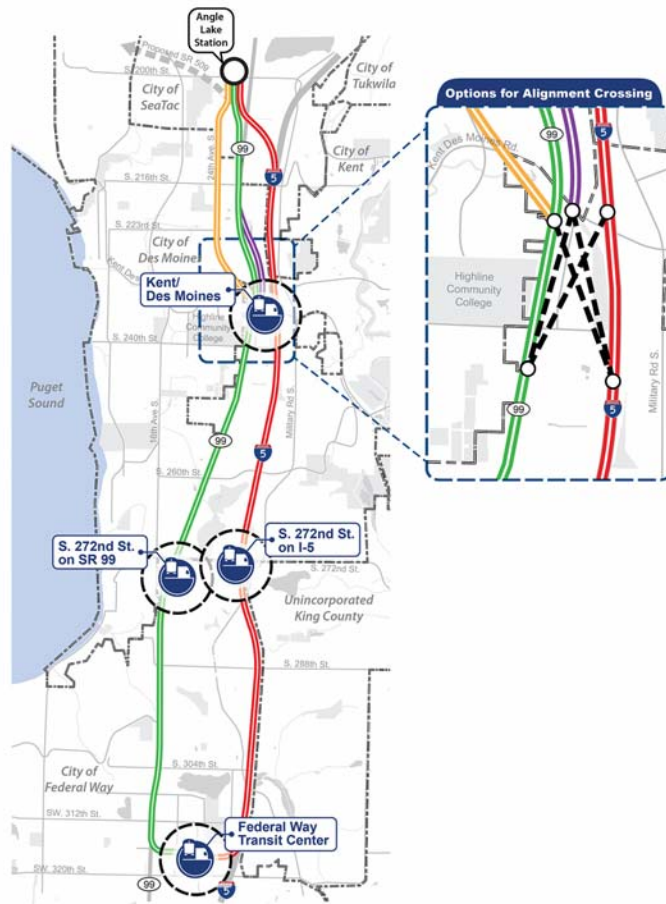 Angle
Lake
Station
Proposed SR 509
S. 200th St.
City of
Tukwila
City of
SeaTac
24th Ave. S.
99
City of
Kent
5
S. 216th St.
S. 223rd St.
City of
Des Moines
Kent/
Des Moines
Highline
Community
College
S. 240th St.
Puget
Sound
16th Ave. S.
Military Rd S.
99
5
S. 260th St.
S. 272nd St.
on SR 99
S. 272nd St.
on I-5
S. 272nd St.
Unincorporated
King County
S. 288th St.
City of
Federal Way
S. 304th St.
SW. 312th St.
Federal Way
Transit Center
SW. 320th St.
99
5
Options for Alignment Crossing
99
5
Kent Des Moines Rd.
Highline
Community
College
Military Rd S.
99
5